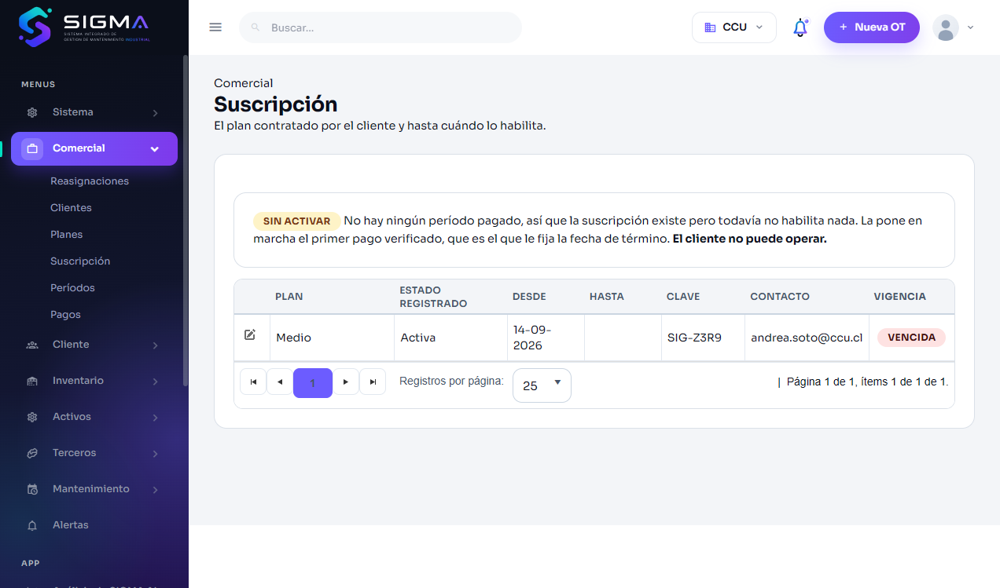 SIGMA
SISTEMA INTEGRADO DE
GESTION DE MANTENIMIENTO INDUSTRIAL
Buscar...
CCU
+ Nueva OT
MENUS
Sistema
Comercial
Reasignaciones
Clientes
Planes
Suscripción
Períodos
Pagos
Cliente
Inventario
Activos
Terceros
Mantenimiento
Alertas
APP
Comercial
Suscripción
El plan contratado por el cliente y hasta cuándo lo habilita.
SIN ACTIVAR No hay ningún período pagado, así que la suscripción existe pero todavía no habilita nada. La pone en
marcha el primer pago verificado, que es el que le fija la fecha de término. El cliente no puede operar.
PLAN ESTADO REGISTRADO DESDE HASTA CLAVE CONTACTO VIGENCIA
Medio Activa 14-09-2026 SIG-Z3R9 andrea.soto@ccu.cl VENCIDA
1 Registros por página: 25 | Página 1 de 1, ítems 1 de 1 de 1.